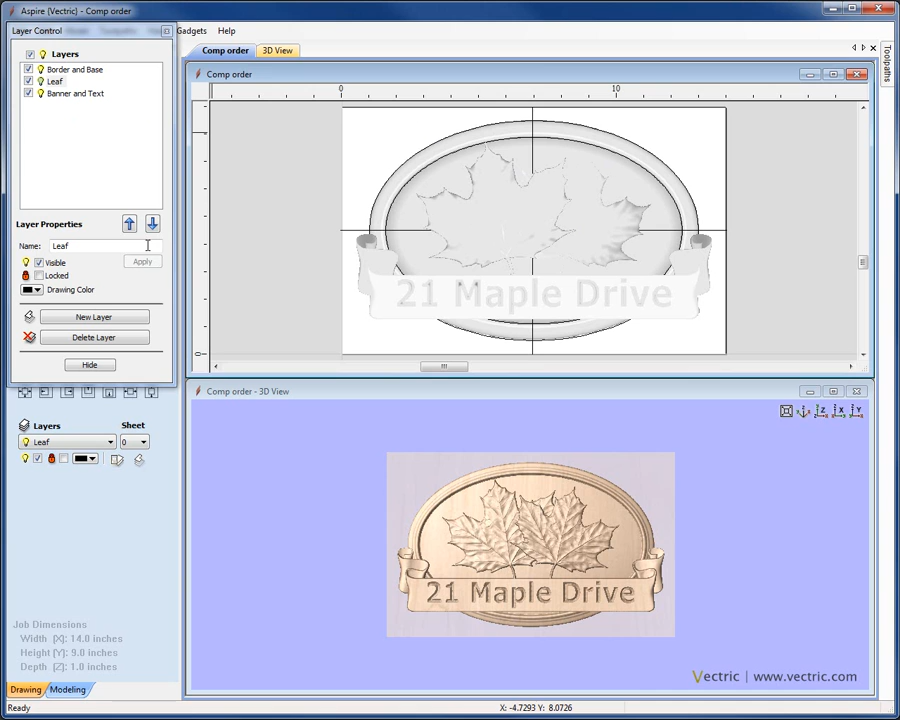 Aspire {Vectric} - Comp order
Layer Control
Gadgets Help
Comp order 3D View
Toolpaths
Layers
Border and Base
Leaf
Banner and Text
Comp order
0 10
21 Maple Drive
0
Layer Properties
Name: Leaf
Visible Apply
Locked
Drawing Color
New Layer
Delete Layer
Hide
Comp order - 3D View
Z X Y
Layers Sheet
Leaf 0
21 Maple Drive
Job Dimensions
Width [X]: 14.0 inches
Height [Y]: 9.0 inches
Depth [Z]: 1.0 inches
Vectric | www.vectric.com
Drawing Modeling
Ready X: -4.7293 Y: 8.0726